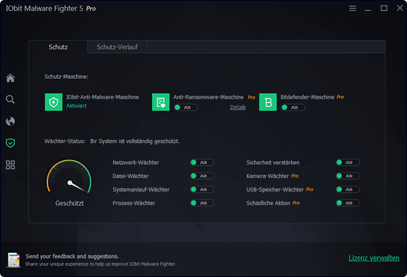 IObit Malware Fighter 5 Pro
Schutz
Schutz-Verlauf
Schutz-Maschine:
IObit-Anti-Malware-Maschine
Aktiviert
Anti-Ransomware-Maschine Pro
AN
Details
Bitdefender-Maschine Pro
AN
Wächter-Status: Ihr System ist vollständig geschützt.
Netzwerk-Wächter AN
Sicherheit verstärken AN
Datei-Wächter AN
Kamera-Wächter Pro AN
Systemanlauf-Wächter AN
USB-Speicher-Wächter Pro AN
Prozess-Wächter AN
Schädliche Aktion Pro AN
Geschützt
Send your feedback and suggestions.
Share your unique experience to help us improve IObit Malware Fighter.
Lizenz verwalten